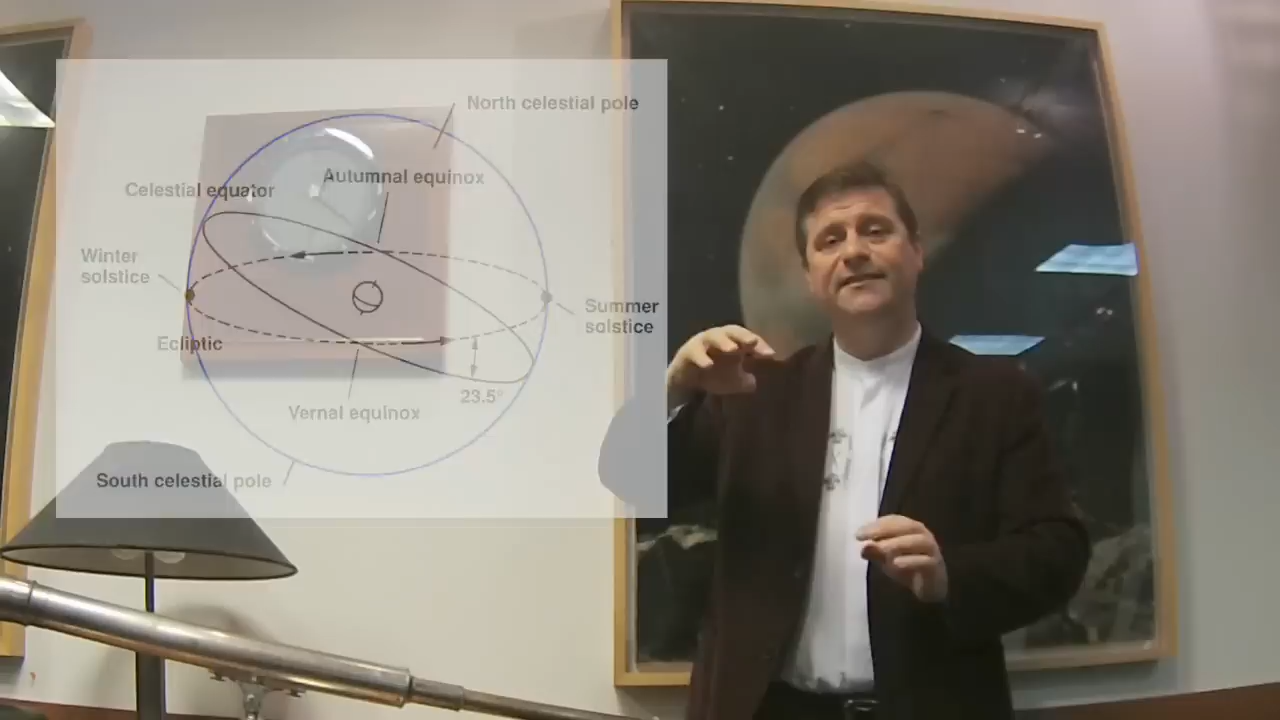 North celestial pole
Autumnal equinox
Celestial equator
Winter
solstice
Summer
solstice
Ecliptic
23.5°
Vernal equinox
South celestial pole